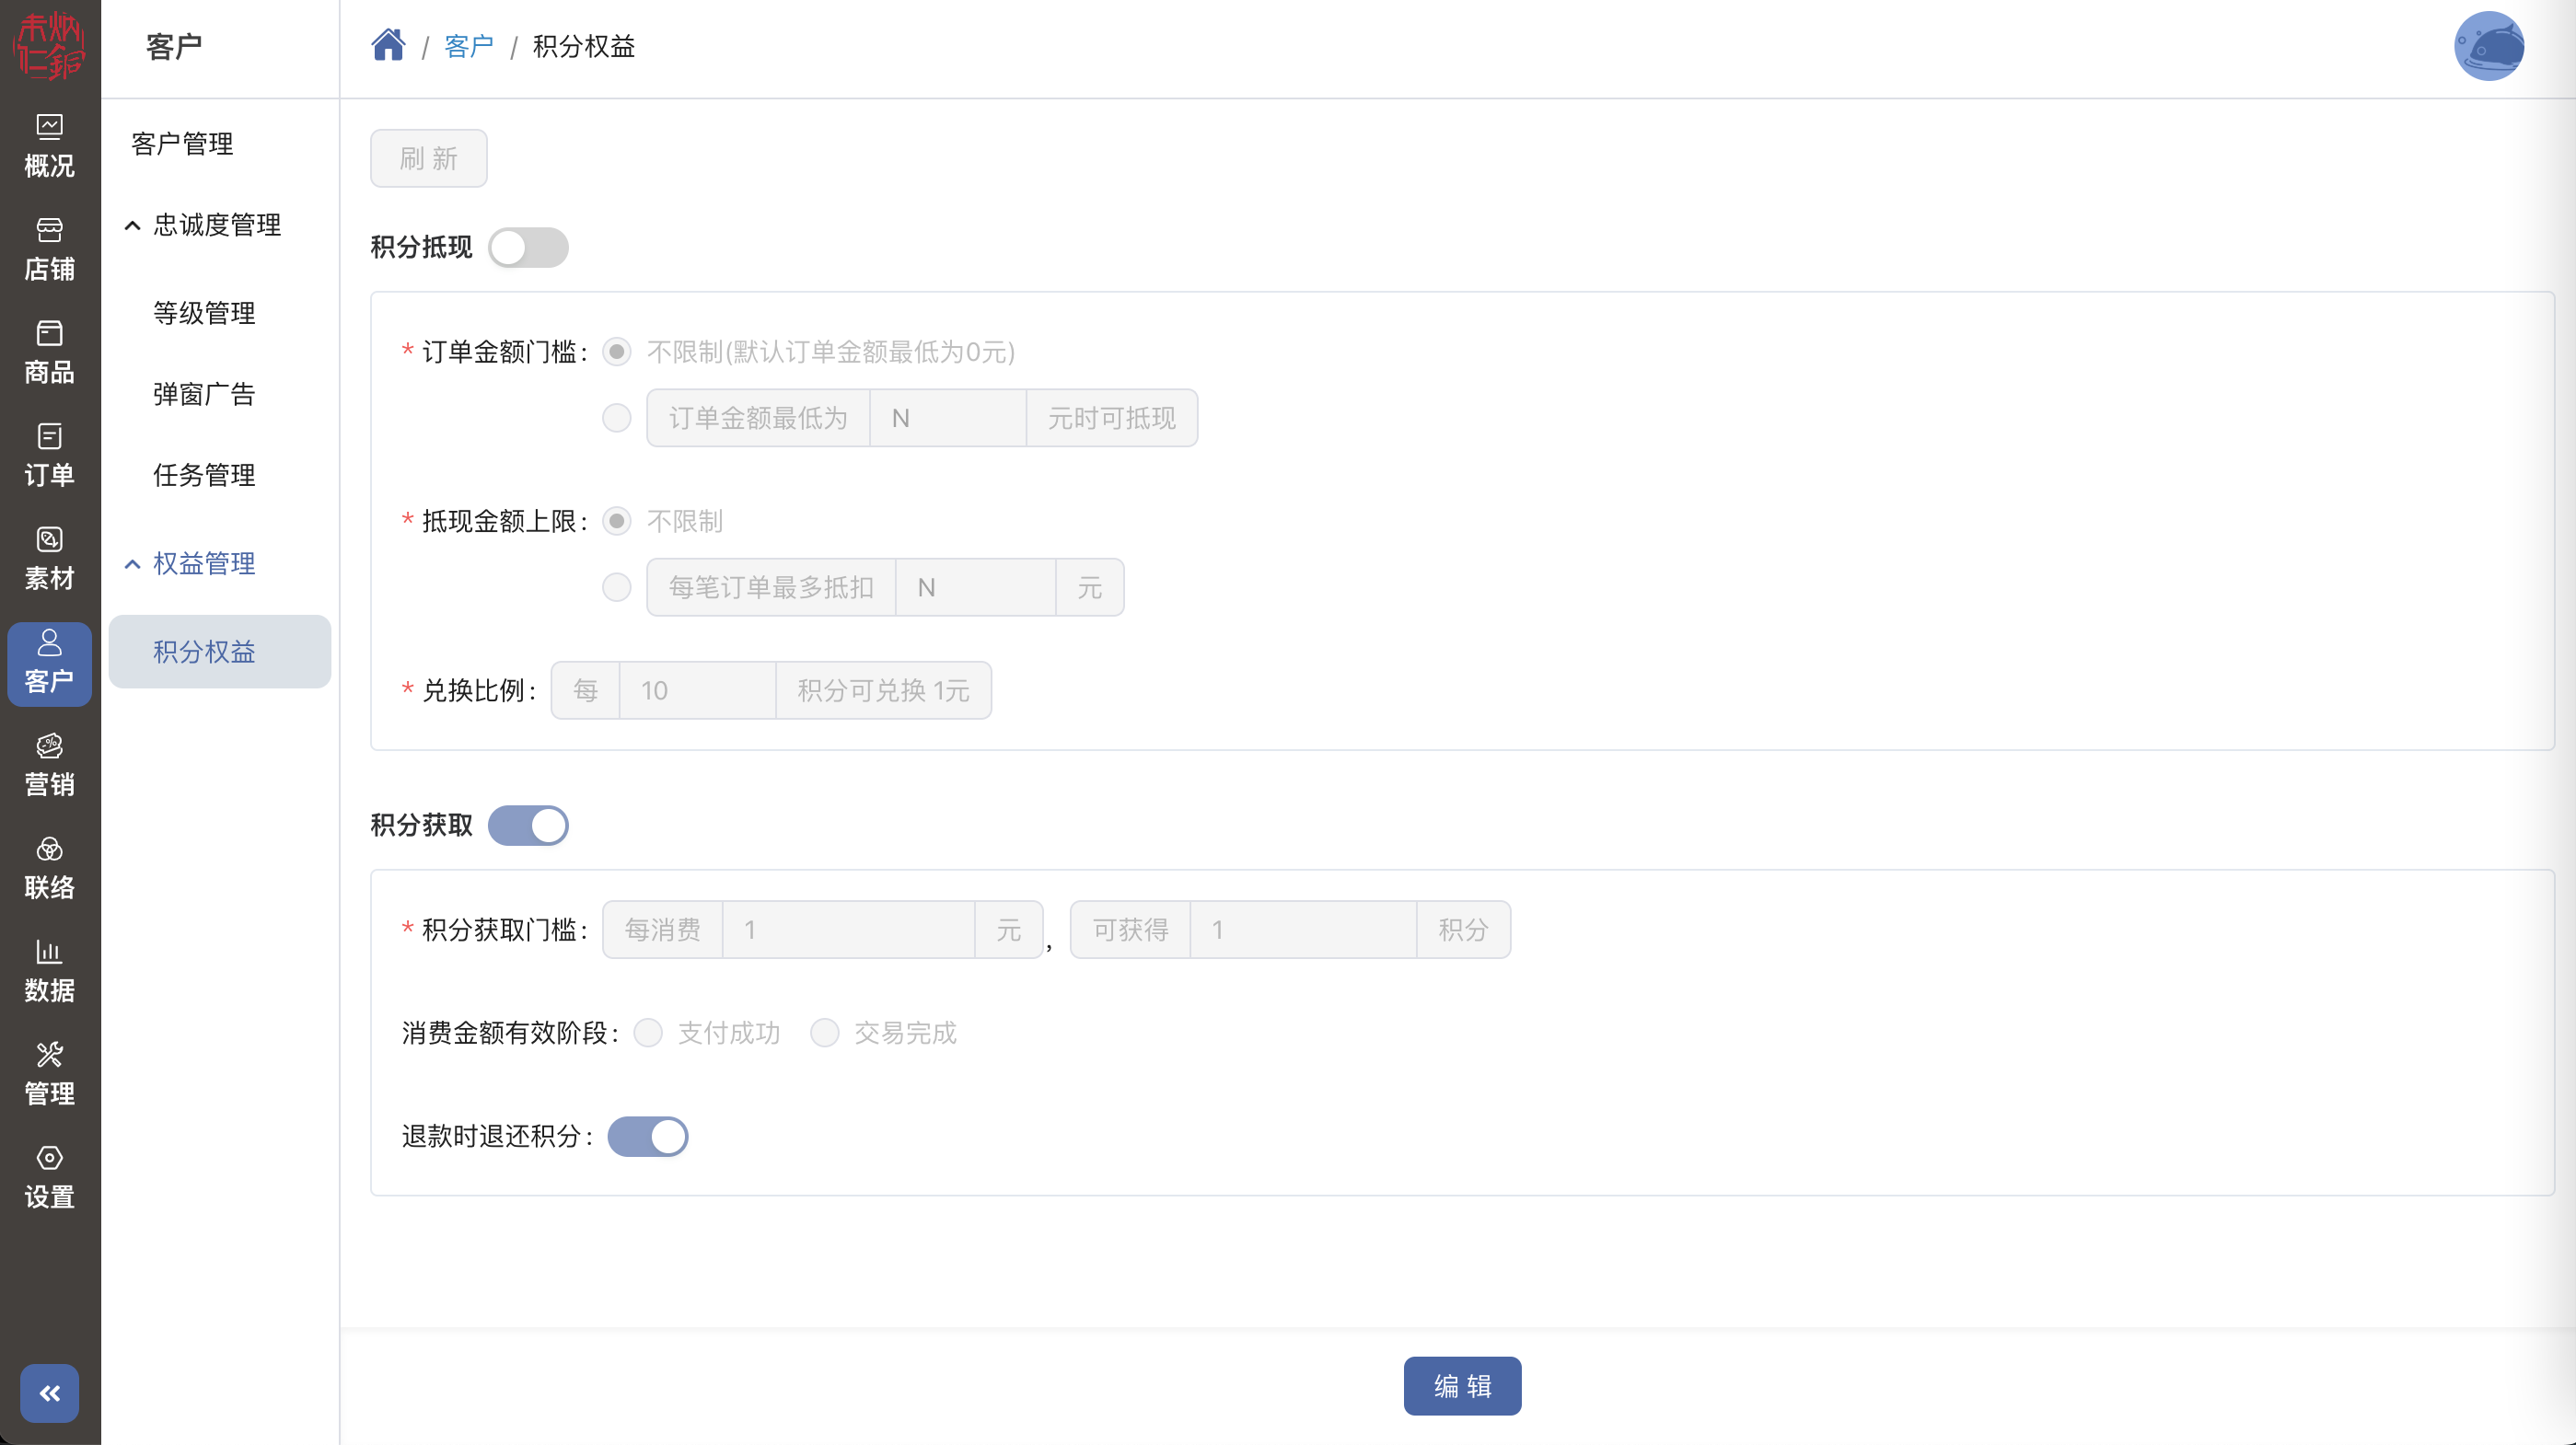 客户
客户 / 积分权益
概况
店铺
商品
订单
素材
客户
营销
联络
数据
管理
设置
客户管理
忠诚度管理
等级管理
弹窗广告
任务管理
权益管理
积分权益
刷 新
积分抵现
* 订单金额门槛: 不限制(默认订单金额最低为0元)
订单金额最低为 N 元时可抵现
* 抵现金额上限: 不限制
每笔订单最多抵扣 N 元
* 兑换比例: 每 10 积分可兑换 1元
积分获取
* 积分获取门槛: 每消费 1 元 , 可获得 1 积分
消费金额有效阶段: 支付成功 交易完成
退款时退还积分:
编 辑